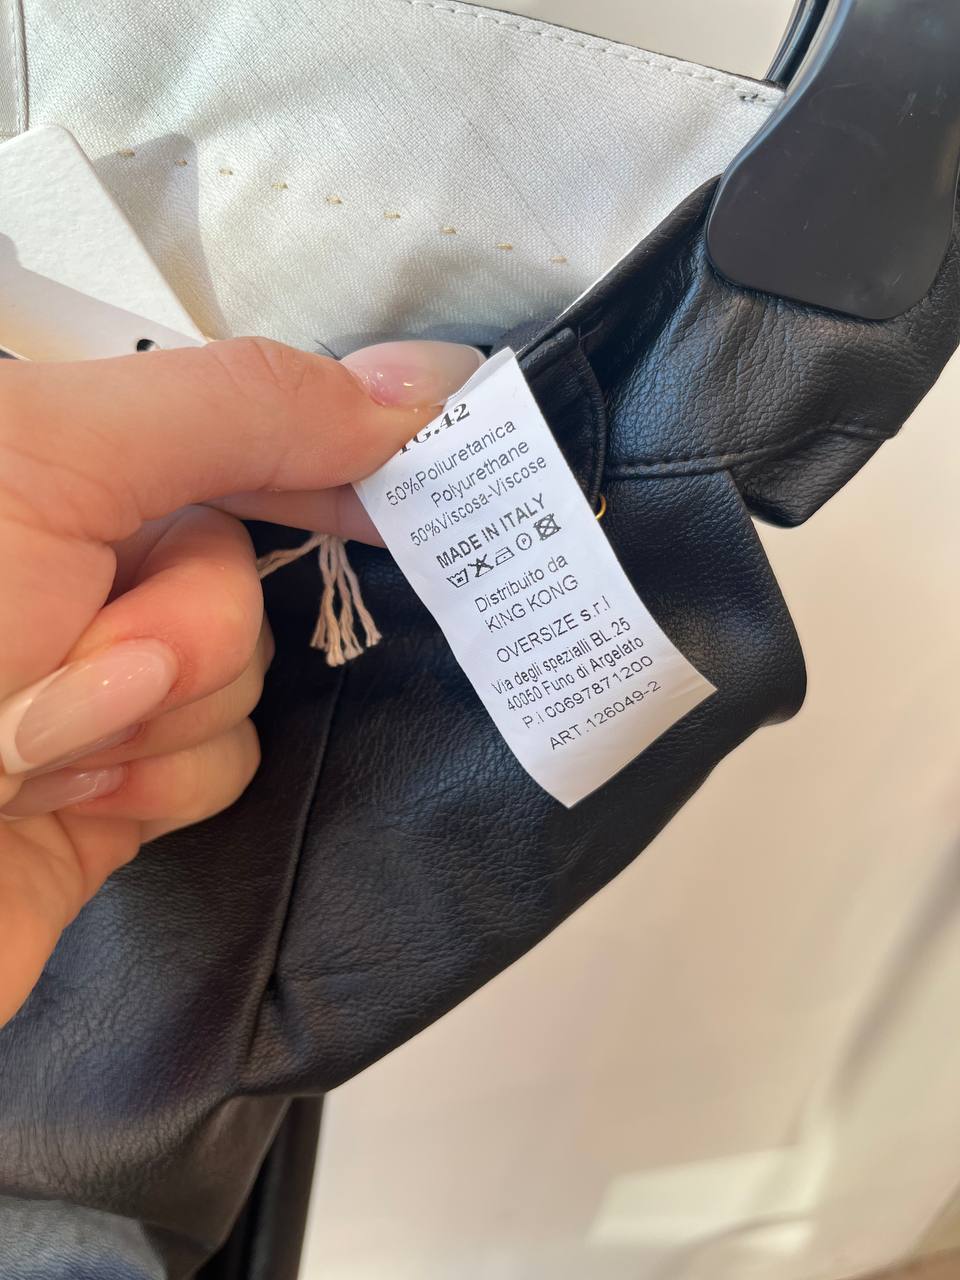 TG.42
50%Poliuretanica
Polyurethane
50%Viscosa-Viscose
MADE IN ITALY
P
Distribuito da
KING KONG
OVERSIZE s.r.l
Via degli spezialli BL.25
40050 Funo di Argelato
P.i 00697871200
ART.126049-2